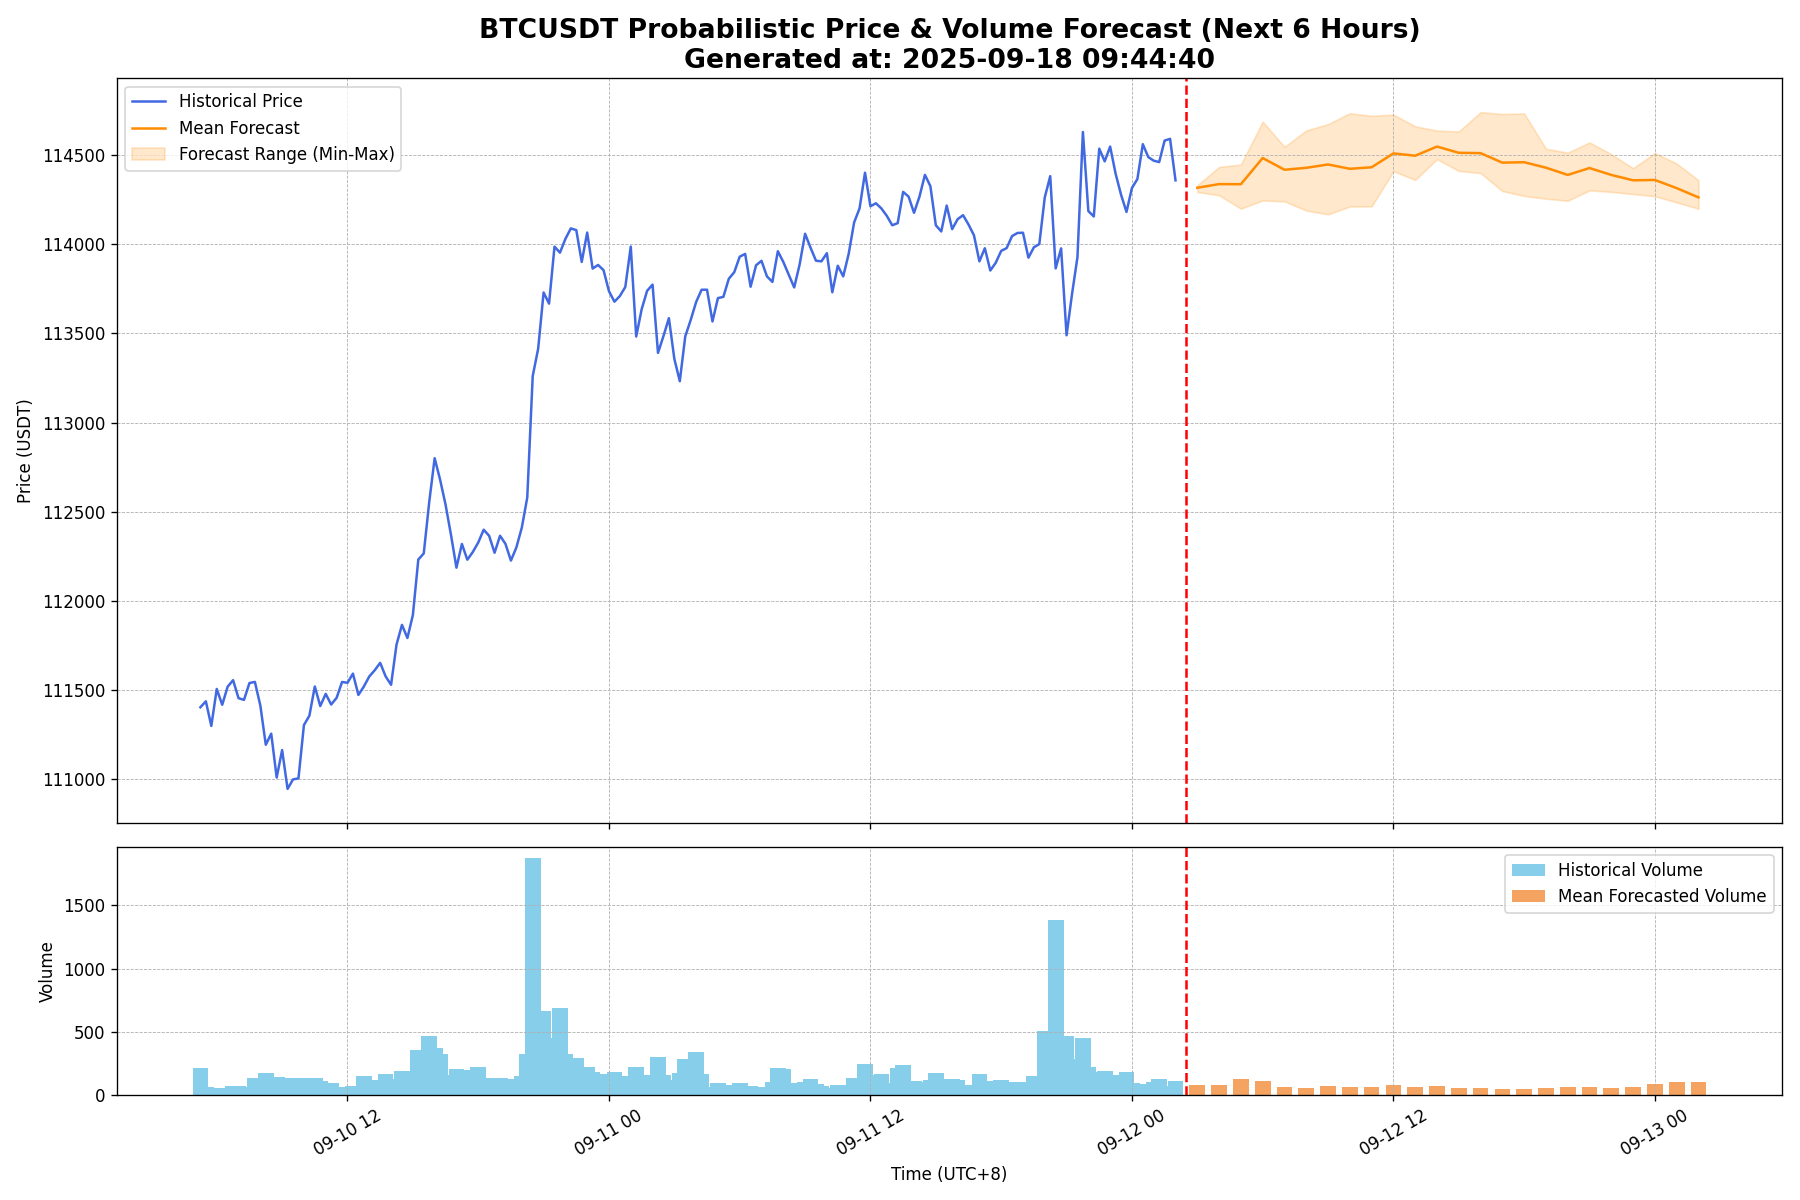 BTCUSDT Probabilistic Price & Volume Forecast (Next 6 Hours)
Generated at: 2025-09-18 09:44:40
Historical Price
Mean Forecast
Forecast Range (Min-Max)
Price (USDT)
114500
114000
113500
113000
112500
112000
111500
111000
Historical Volume
Mean Forecasted Volume
Volume
1500
1000
500
0
09-10 12
09-11 00
09-11 12
09-12 00
09-12 12
09-13 00
Time (UTC+8)